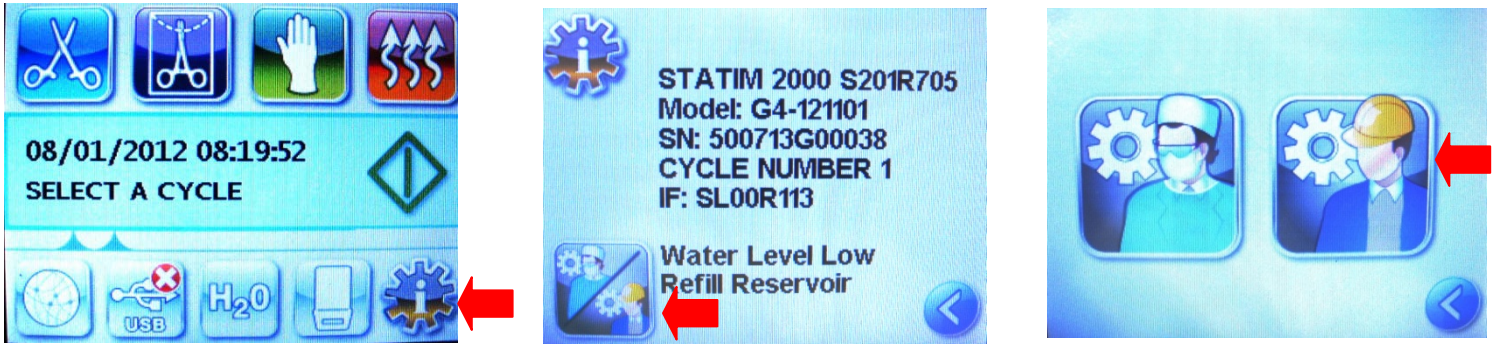 08/01/2012 08:19:52
SELECT A CYCLE
USB
H2O
i
i
STATIM 2000 S201R705
Model: G4-121101
SN: 500713G00038
CYCLE NUMBER 1
IF: SL00R113
Water Level Low
Refill Reservoir